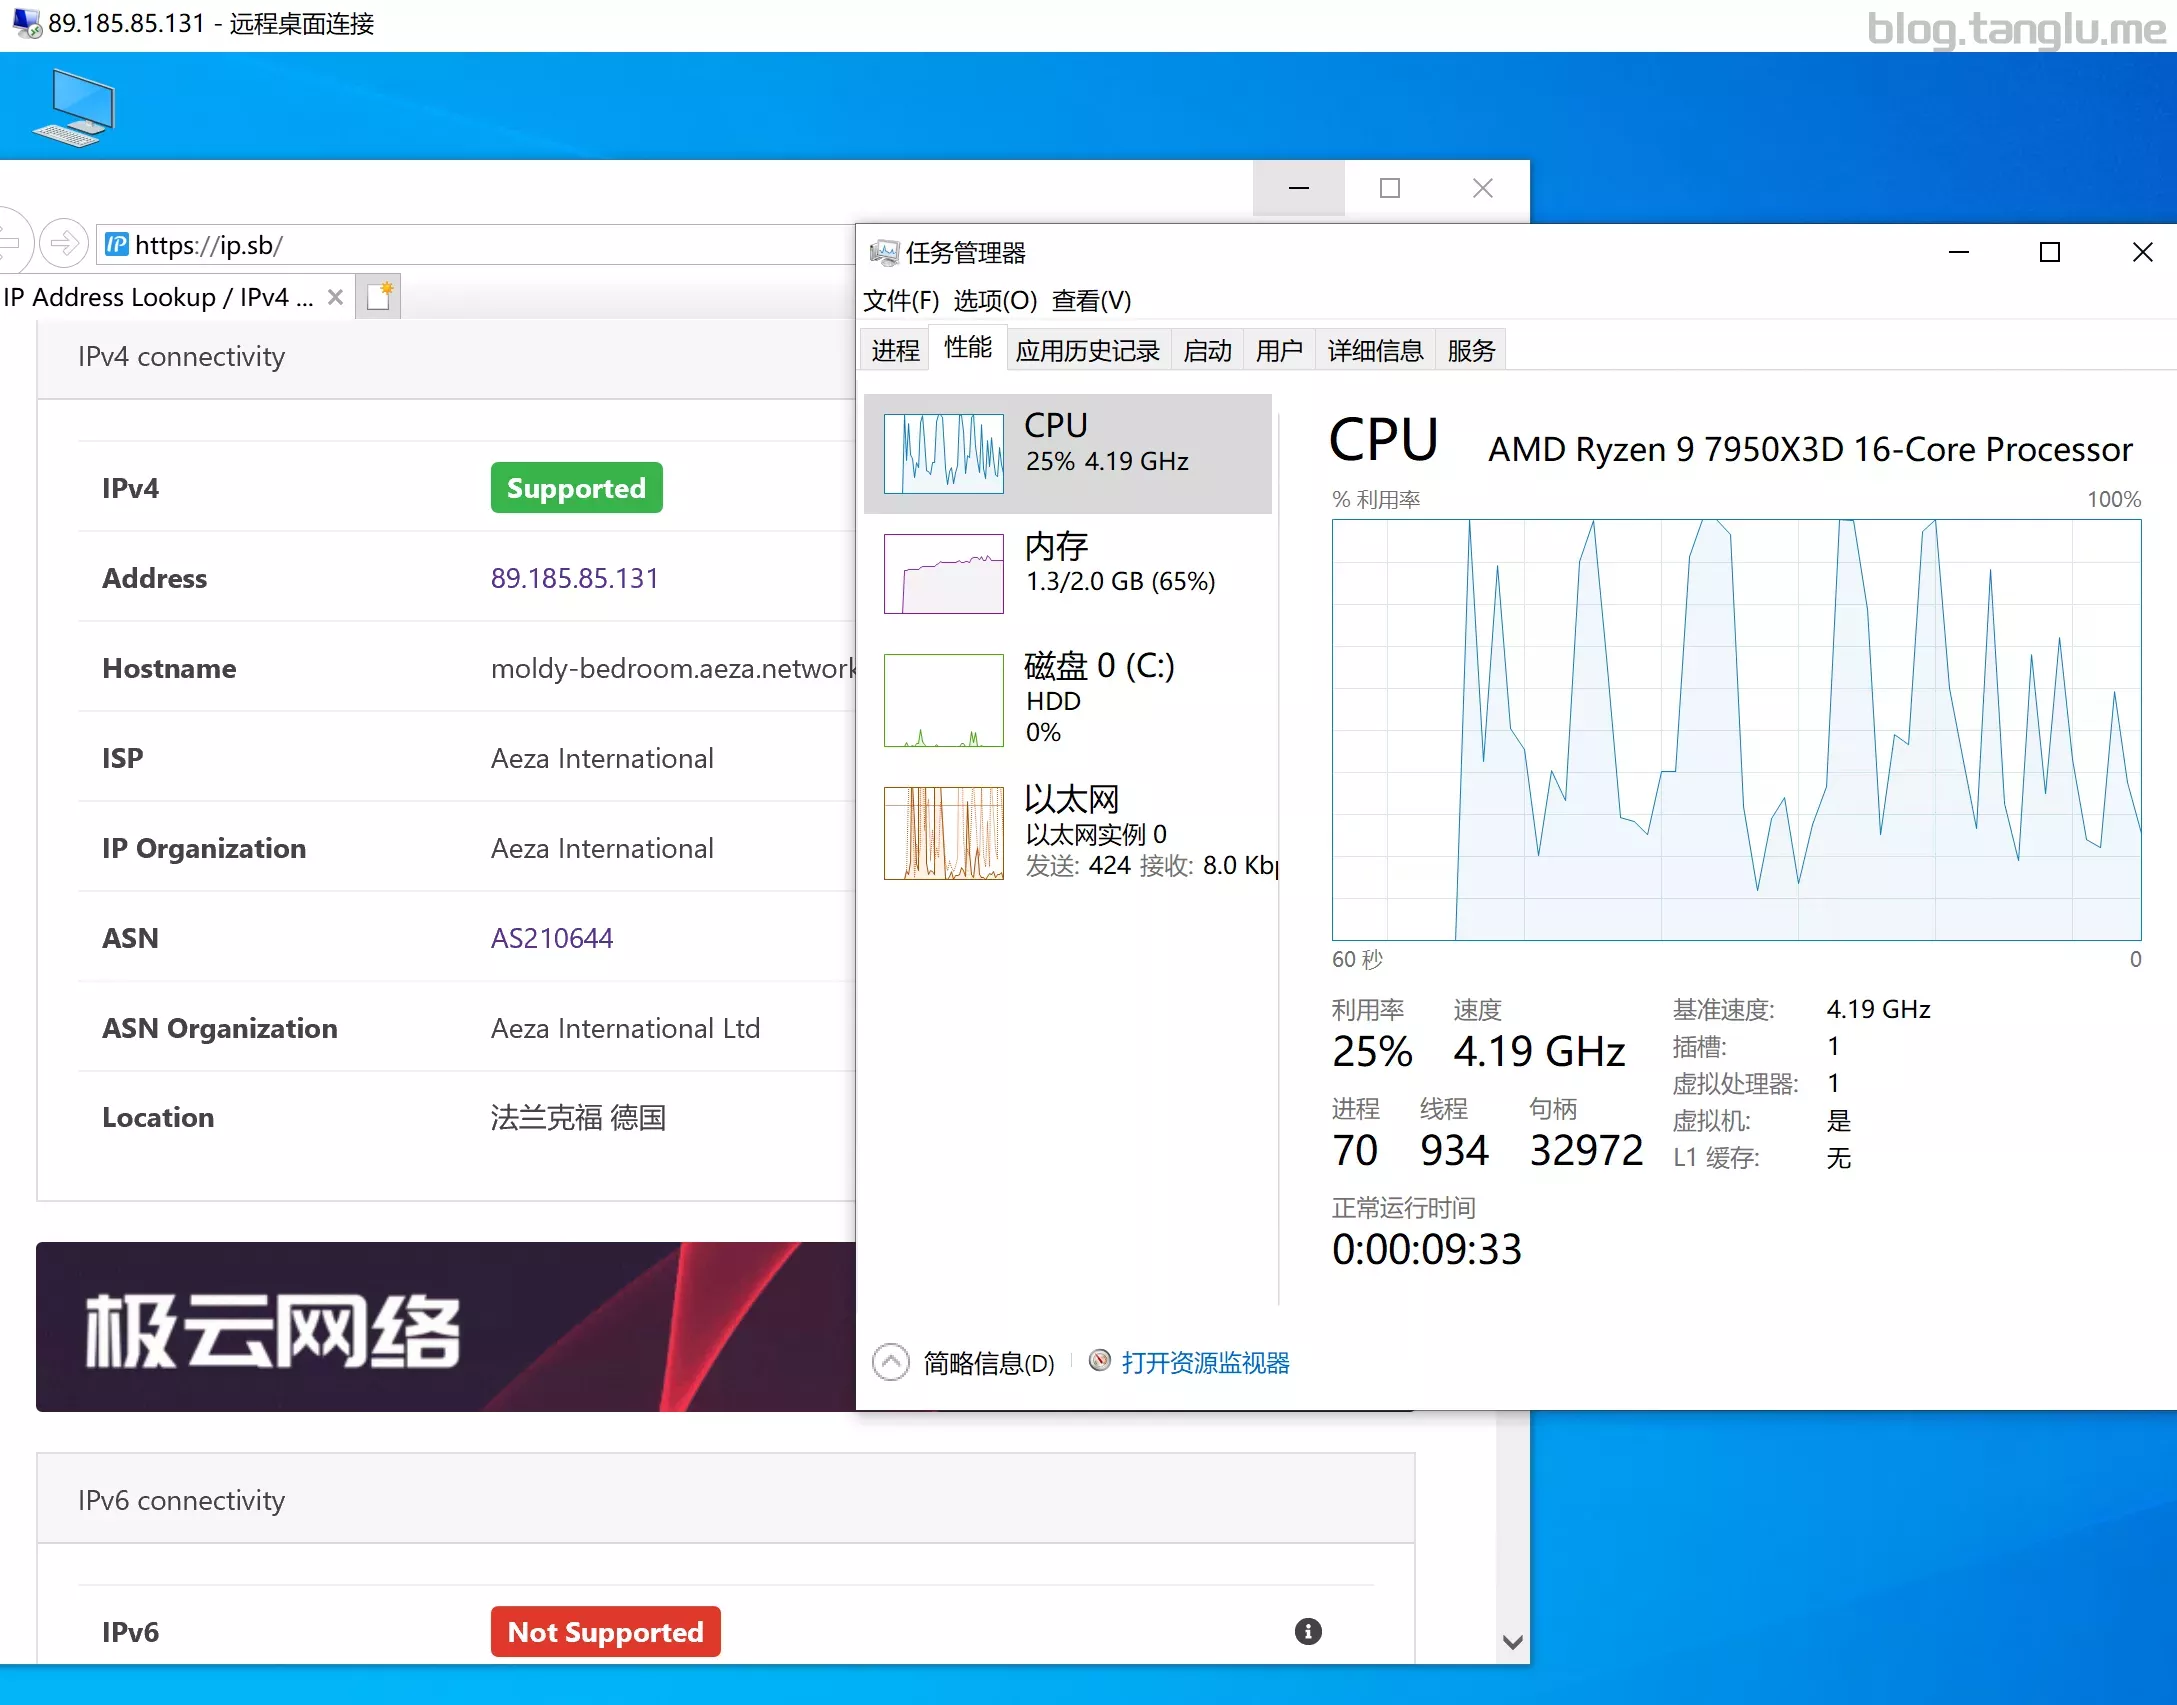 89.185.85.131 - 远程桌面连接
blog.tanglu.me
https://ip.sb/
IP Address Lookup / IPv4 ...
IPv4 connectivity
IPv4 Supported
Address 89.185.85.131
Hostname moldy-bedroom.aeza.network
ISP Aeza International
IP Organization Aeza International
ASN AS210644
ASN Organization Aeza International Ltd
Location 法兰克福 德国
极云网络
IPv6 connectivity
IPv6 Not Supported
任务管理器
文件(F) 选项(O) 查看(V)
进程 性能 应用历史记录 启动 用户 详细信息 服务
CPU
25% 4.19 GHz
内存
1.3/2.0 GB (65%)
磁盘 0 (C:)
HDD
0%
以太网
以太网实例 0
发送: 424 接收: 8.0 Kbp
CPU AMD Ryzen 9 7950X3D 16-Core Processor
% 利用率 100%
60 秒 0
利用率 速度
25% 4.19 GHz
进程 线程 句柄
70 934 32972
正常运行时间
0:00:09:33
基准速度: 4.19 GHz
插槽: 1
虚拟处理器: 1
虚拟机: 是
L1 缓存: 无
简略信息(D) 打开资源监视器